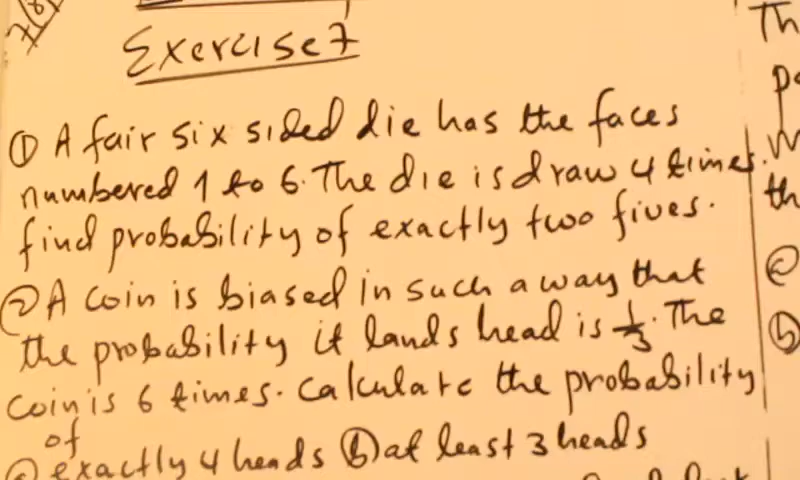 Exercise 7
① A fair six sided die has the faces
numbered 1 to 6. The die is draw 4 times.
find probability of exactly two fives.
② A coin is biased in such a way that
the probability it lands head is 1/3. The
coin is 6 times. Calculate the probability
of
exactly 4 heads ⓑ at least 3 heads
Th
th
ⓑ